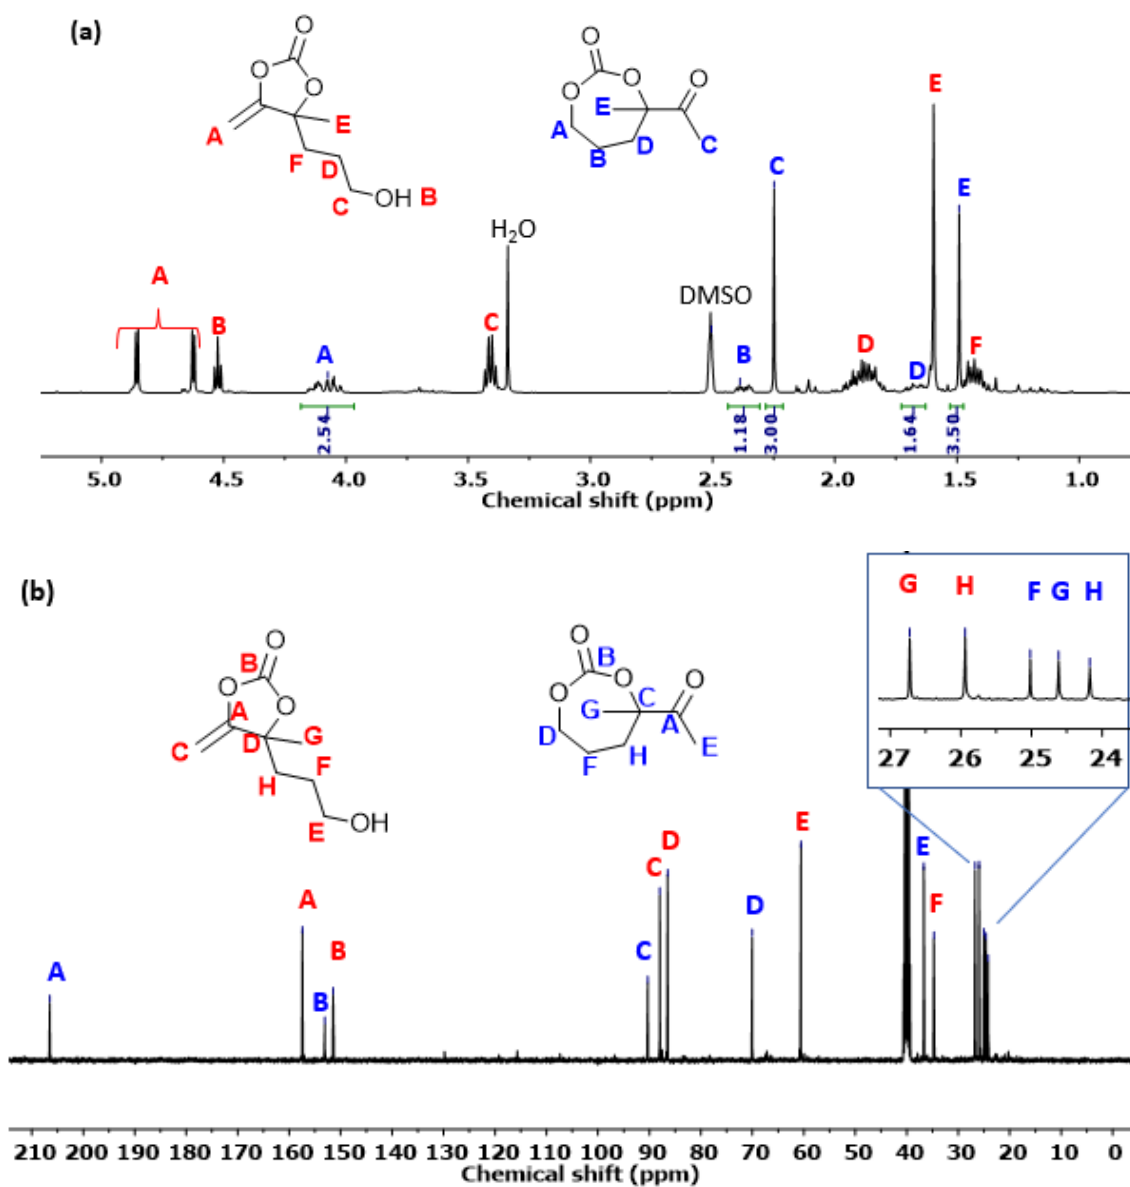 (a)
O
O
O
A
E
F
D
C
OH
B
O
O
O
O
E
A
B
D
C
A
B
A
C
H₂O
DMSO
B
C
D
D
E
E
F
2.54
1.18
3.00
1.64
3.50
5.0 4.5 4.0 3.5 3.0 2.5 2.0 1.5 1.0
Chemical shift (ppm)
(b)
B
O
O
O
A
C
D
G
H
F
E
OH
O
B
O
O
O
G
C
A
D
F
H
E
G H F G H
27 26 25 24
A
A
B
B
C
C
D
D
E
E
F
210 200 190 180 170 160 150 140 130 120 110 100 90 80 70 60 50 40 30 20 10 0
Chemical shift (ppm)